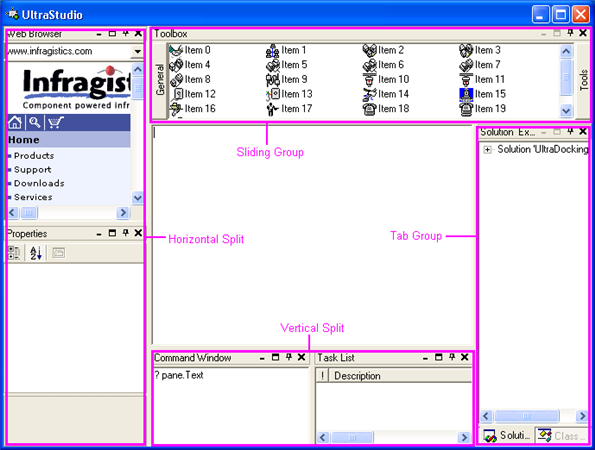 UltraStudio
Web Browser
www.infragistics.com
Infragist
Component powered infr
Home
Products
Support
Downloads
Services
Properties
Toolbox
General
Item 0 Item 1 Item 2 Item 3
Item 4 Item 5 Item 6 Item 7
Item 8 Item 9 Item 10 Item 11
Item 12 Item 13 Item 14 Item 15
Item 16 Item 17 Item 18 Item 19
Tools
Sliding Group
Horizontal Split
Tab Group
Vertical Split
Command Window
? pane.Text
Task List
! Description
Solution Ex...
Solution 'UltraDocking
Soluti...
Class ...